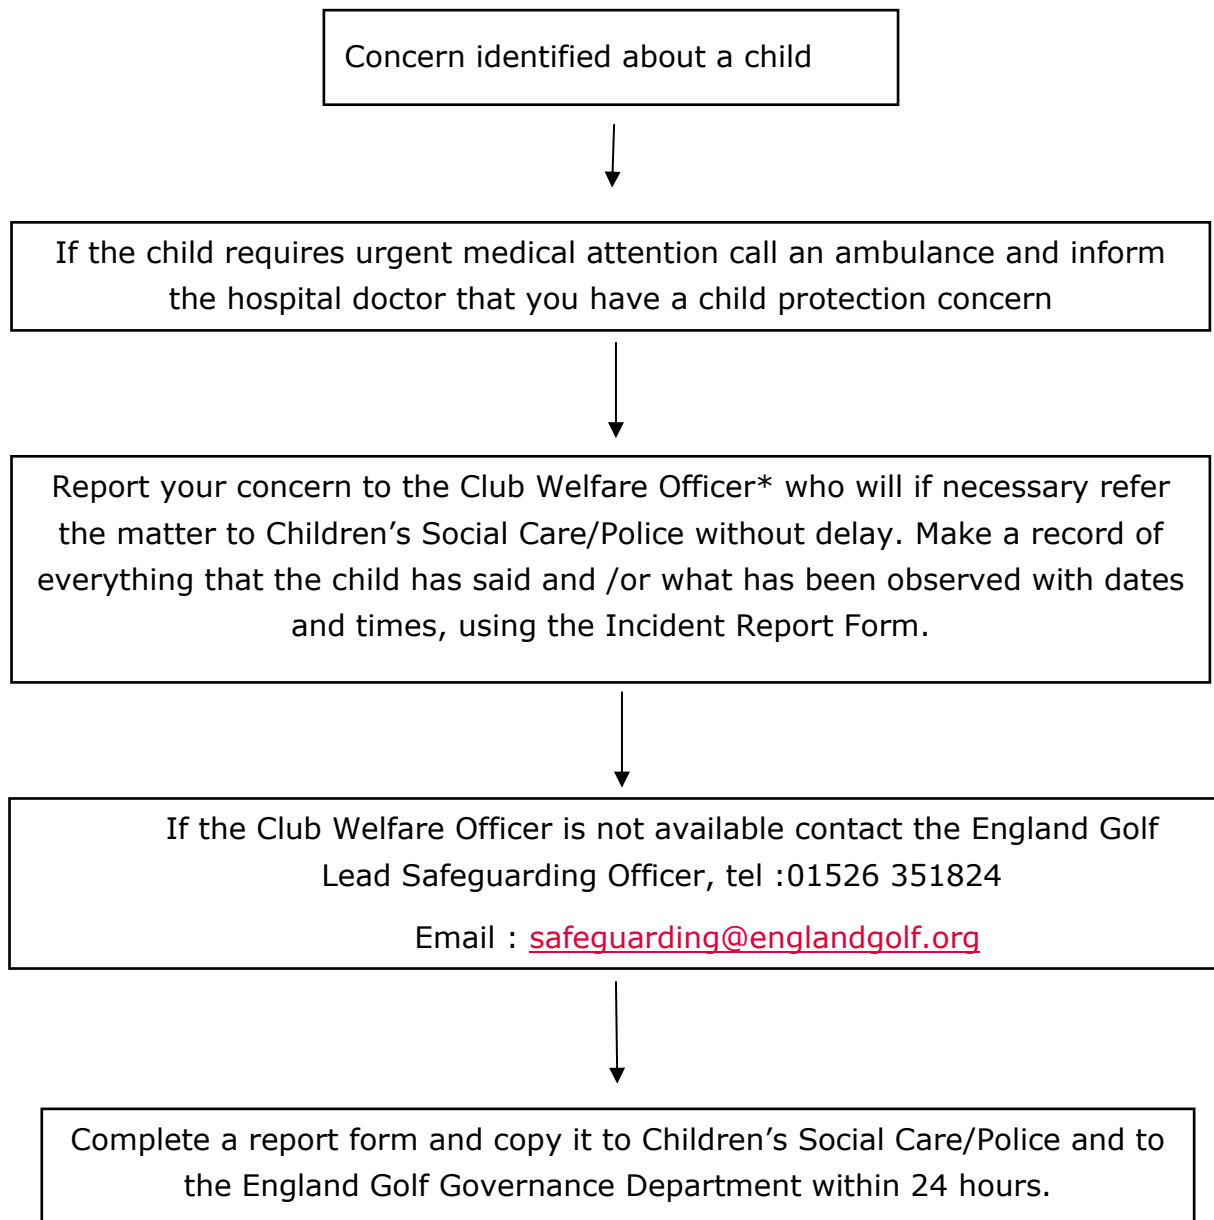 Concern identified about a child
If the child requires urgent medical attention call an ambulance and inform
the hospital doctor that you have a child protection concern
Report your concern to the Club Welfare Officer* who will if necessary refer
the matter to Children’s Social Care/Police without delay. Make a record of
everything that the child has said and /or what has been observed with dates
and times, using the Incident Report Form.
If the Club Welfare Officer is not available contact the England Golf
Lead Safeguarding Officer, tel :01526 351824
Email : safeguarding@englandgolf.org
Complete a report form and copy it to Children’s Social Care/Police and to
the England Golf Governance Department within 24 hours.